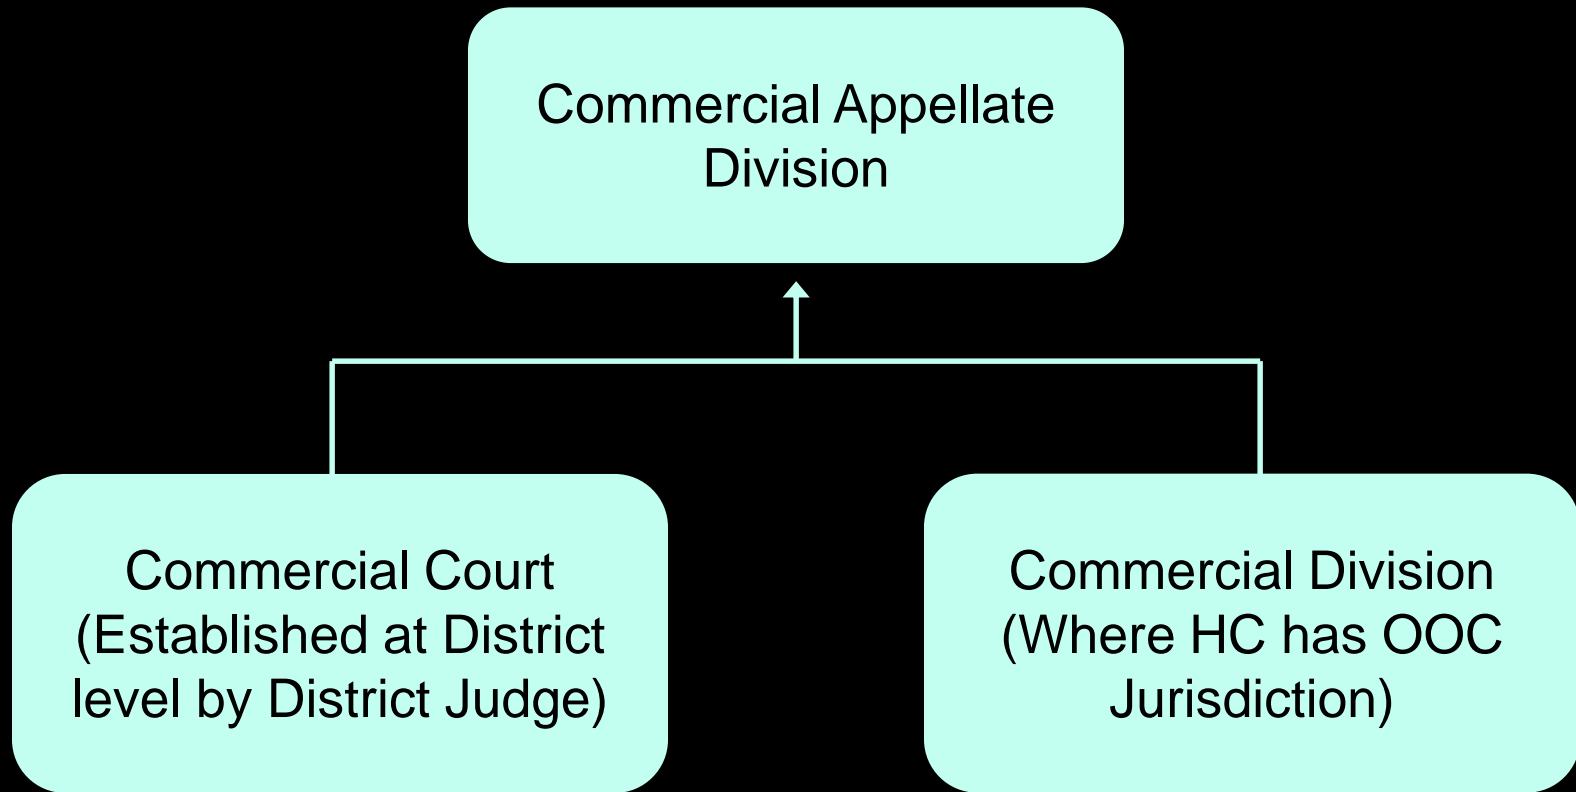 Commercial Appellate
Division
Commercial Court
(Established at District
level by District Judge)
Commercial Division
(Where HC has OOC
Jurisdiction)